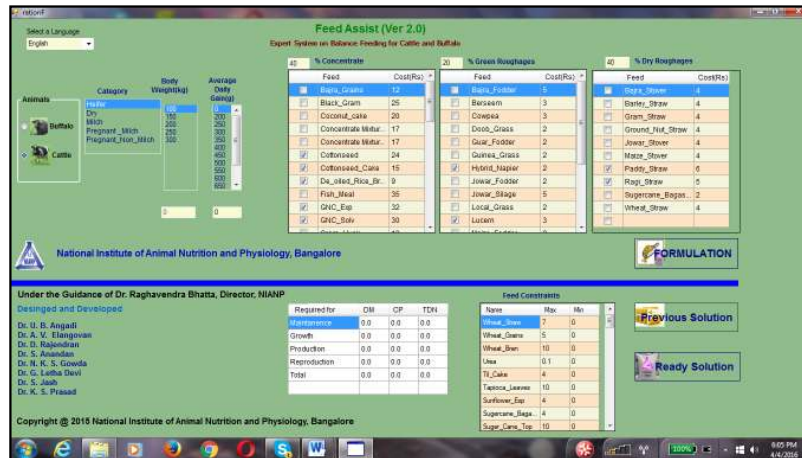 rationF
Select a Language
English
Feed Assist (Ver 2.0)
Expert System on Balance Feeding for Cattle and Buffalo
Animals
Buffalo
Cattle
Category
Heifer
Dry
Milch
Pregnant_Milch
Pregnant_Non_Milch
Body Weight(kg)
100
150
200
250
300
0
Average Daily Gain(g)
0
200
250
300
350
400
450
500
550
600
650
0
40 % Concentrate
Feed Cost(Rs)
Bajra_Grains 12
Black_Gram 25
Coconut_cake 20
Concentrate Mixtur... 17
Concentrate Mixtur... 17
Cottonseed 24
Cottonseed_Cake 15
De_oiled_Rice_Br... 9
Fish_Meal 35
GNC_Exp 32
GNC_Solv 30
20 % Green Roughages
Feed Cost(Rs)
Bajra_Fodder 5
Berseem 3
Cowpea 3
Doob_Grass 2
Guar_Fodder 2
Guinea_Grass 2
Hybrid_Napier 2
Jowar_Fodder 2
Jowar_Silage 5
Local_Grass 2
Lucern 3
40 % Dry Roughages
Feed Cost(Rs)
Bajra_Stover 4
Barley_Straw 4
Gram_Straw 4
Ground_Nut_Straw 4
Jowar_Stover 4
Maize_Stover 4
Paddy_Straw 6
Ragi_Straw 5
Sugercane_Bagas... 2
Wheat_Straw 4
National Institute of Animal Nutrition and Physiology, Bangalore
FORMULATION
Under the Guidance of Dr. Raghavendra Bhatta, Director, NIANP
Desinged and Developed
Dr. U. B. Angadi
Dr. A. V. Elangovan
Dr. D. Rajendran
Dr. S. Anandan
Dr. N. K. S. Gowda
Dr. G. Letha Devi
Dr. S. Jash
Dr. K. S. Prasad
Required for DM CP TDN
Maintanence 0.0 0.0 0.0
Growth 0.0 0.0 0.0
Production 0.0 0.0 0.0
Reproduction 0.0 0.0 0.0
Total 0.0 0.0 0.0
Feed Constraints
Name Max Min
Wheat_Straw 7 0
Wheat_Grains 5 0
Wheat_Bran 10 0
Urea 0.1 0
Til_Cake 4 0
Tapioca_Leaves 10 0
Sunflower_Exp 4 0
Sugercane_Baga... 4 0
Suger_Cane_Top 10 0
Previous Solution
Ready Solution
Copyright @ 2015 National Institute of Animal Nutrition and Physiology, Bangalore
100%
6:05 PM
4/4/2016